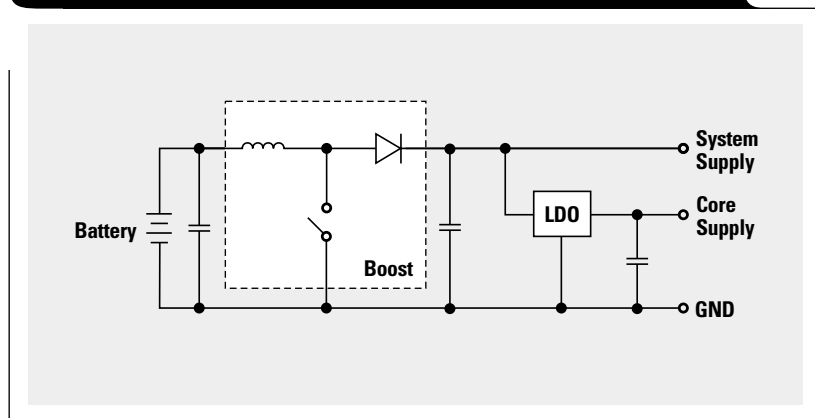 System
Supply
LDO
Core
Supply
Battery
Boost
GND